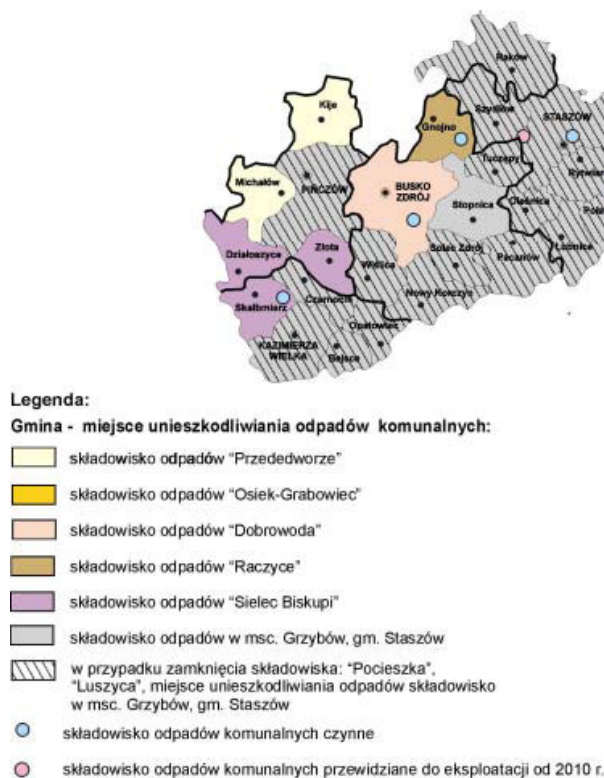 Raków
Kije
Szydłów
STASZÓW
Gnojno
Tuczępy
Rytwian
Michałów
PIŃCZÓW
BUSKO
ZDRÓJ
Stopnica
Oleśnica
Poła
Działoszyce
Złota
Wiślica
Solec Zdrój
Pacanów
Łubnice
Skalbmierz
Czarnocin
Nowy Korczyn
Opatowiec
KAZIMIERZA
WIELKA
Bejsce
Legenda:
Gmina - miejsce unieszkodliwiania odpadów komunalnych:
składowisko odpadów "Przededworze"
składowisko odpadów "Osiek-Grabowiec"
składowisko odpadów "Dobrowoda"
składowisko odpadów "Raczyce"
składowisko odpadów "Sielec Biskupi"
składowisko odpadów w msc. Grzybów, gm. Staszów
w przypadku zamknięcia składowiska: "Pocieszka",
"Luszyca", miejsce unieszkodliwiania odpadów składowisko
w msc. Grzybów, gm. Staszów
składowisko odpadów komunalnych czynne
składowisko odpadów komunalnych przewidziane do eksploatacji od 2010 r.